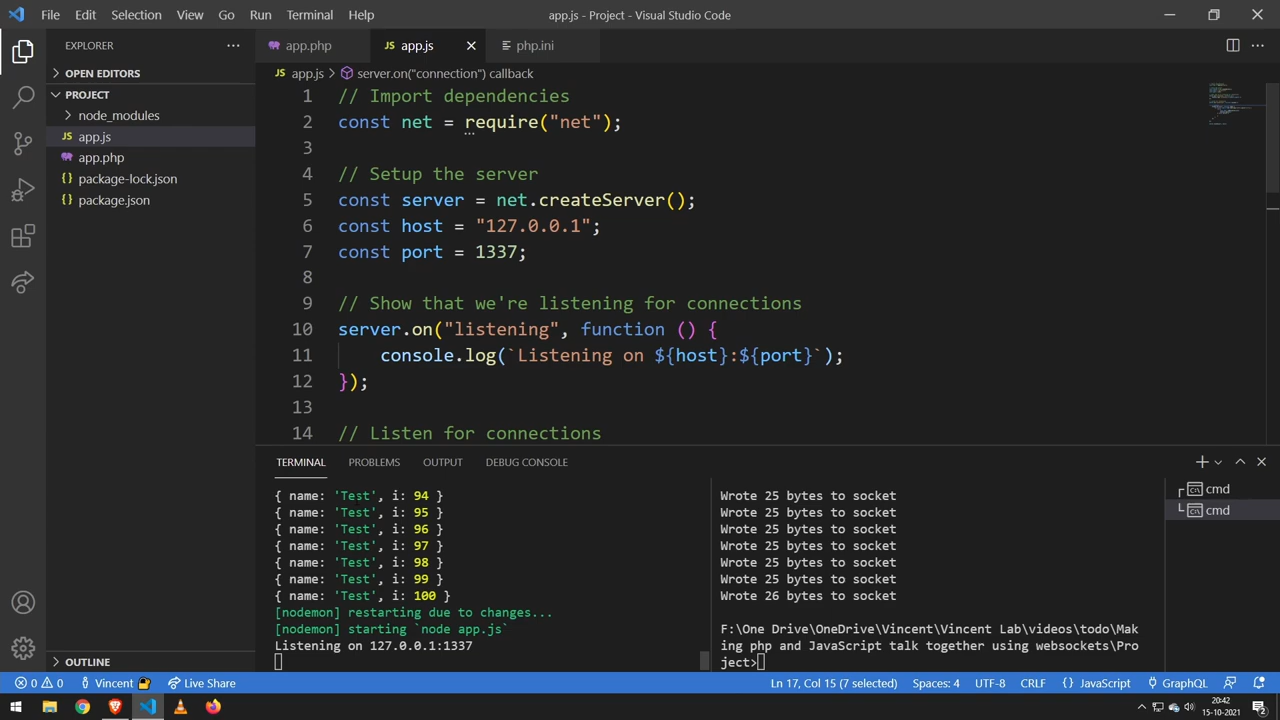 File Edit Selection View Go Run Terminal Help
app.js - Project - Visual Studio Code
EXPLORER
OPEN EDITORS
PROJECT
node_modules
JS app.js
app.php
{} package-lock.json
{} package.json
OUTLINE
app.php JS app.js php.ini
JS app.js > server.on("connection") callback
1 // Import dependencies
2 const net = require("net");
3
4 // Setup the server
5 const server = net.createServer();
6 const host = "127.0.0.1";
7 const port = 1337;
8
9 // Show that we're listening for connections
10 server.on("listening", function () {
11 console.log(`Listening on ${host}:${port}`);
12 });
13
14 // Listen for connections
TERMINAL PROBLEMS OUTPUT DEBUG CONSOLE
{ name: 'Test', i: 94 }
{ name: 'Test', i: 95 }
{ name: 'Test', i: 96 }
{ name: 'Test', i: 97 }
{ name: 'Test', i: 98 }
{ name: 'Test', i: 99 }
{ name: 'Test', i: 100 }
[nodemon] restarting due to changes...
[nodemon] starting `node app.js`
Listening on 127.0.0.1:1337
Wrote 25 bytes to socket
Wrote 25 bytes to socket
Wrote 25 bytes to socket
Wrote 25 bytes to socket
Wrote 25 bytes to socket
Wrote 25 bytes to socket
Wrote 26 bytes to socket
F:\One Drive\OneDrive\Vincent\Vincent Lab\videos\todo\Mak
ing php and JavaScript talk together using websockets\Pro
ject>
cmd
cmd
0 0 Vincent Live Share Ln 17, Col 15 (7 selected) Spaces: 4 UTF-8 CRLF {} JavaScript GraphQL
20:42
15-10-2021
2